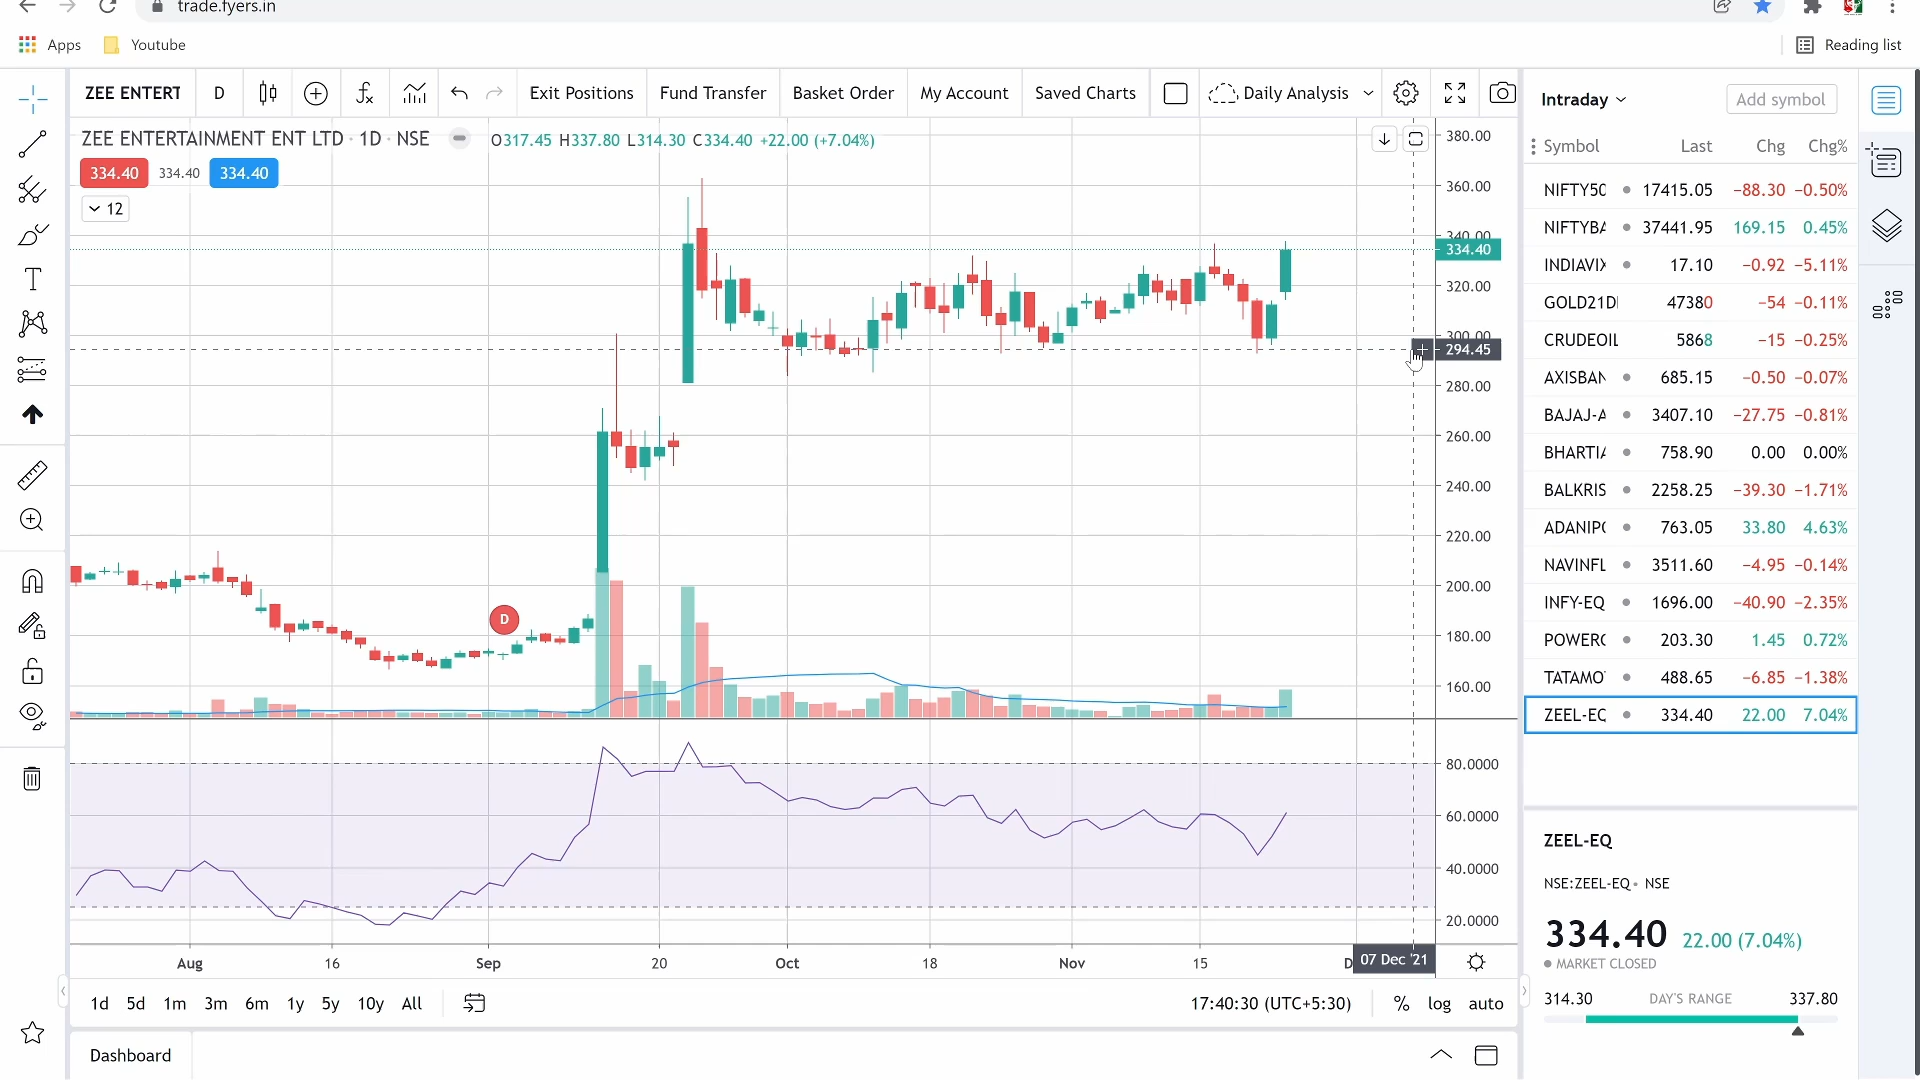 trade.fyers.in
Apps
Youtube
Reading list
ZEE ENTERT
D
Exit Positions
Fund Transfer
Basket Order
My Account
Saved Charts
Daily Analysis
ZEE ENTERTAINMENT ENT LTD · 1D · NSE
O317.45 H337.80 L314.30 C334.40 +22.00 (+7.04%)
334.40
334.40
334.40
12
380.00
360.00
340.00
334.40
320.00
300.00
294.45
280.00
260.00
240.00
220.00
200.00
180.00
160.00
D
80.0000
60.0000
40.0000
20.0000
Aug
16
Sep
20
Oct
18
Nov
15
07 Dec '21
1d 5d 1m 3m 6m 1y 5y 10y All
17:40:30 (UTC+5:30)
% log auto
Dashboard
Intraday
Add symbol
Symbol Last Chg Chg%
NIFTY50 17415.05 −88.30 −0.50%
NIFTYBA 37441.95 169.15 0.45%
INDIAVIX 17.10 −0.92 −5.11%
GOLD21D 47380 −54 −0.11%
CRUDEOIL 5868 −15 −0.25%
AXISBAN 685.15 −0.50 −0.07%
BAJAJ-A 3407.10 −27.75 −0.81%
BHARTIA 758.90 0.00 0.00%
BALKRIS 2258.25 −39.30 −1.71%
ADANIPO 763.05 33.80 4.63%
NAVINFL 3511.60 −4.95 −0.14%
INFY-EQ 1696.00 −40.90 −2.35%
POWERG 203.30 1.45 0.72%
TATAMO 488.65 −6.85 −1.38%
ZEEL-EQ 334.40 22.00 7.04%
ZEEL-EQ
NSE:ZEEL-EQ • NSE
334.40 22.00 (7.04%)
MARKET CLOSED
314.30 DAY'S RANGE 337.80